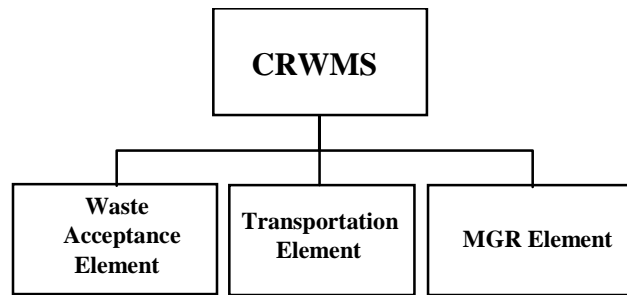 CRWMS
Waste
Acceptance
Element
Transportation
Element
MGR Element